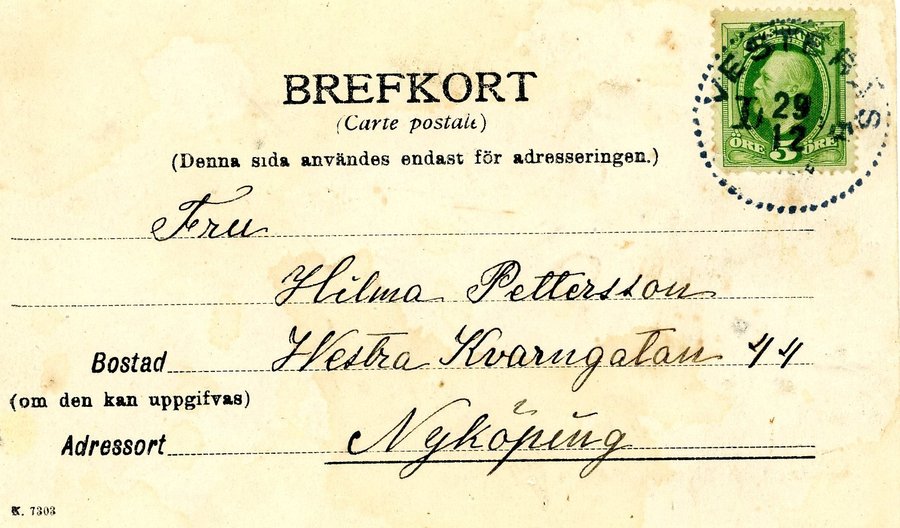 BREFKORT
(Carte postale)
(Denna sida användes endast för adresseringen.)
VESTERÅS
29
12
ÖRE 5 ÖRE
Fru
Hilma Pettersson
Bostad Westra Kvarngatan 44
(om den kan uppgifvas)
Adressort Nyköping
K. 7303